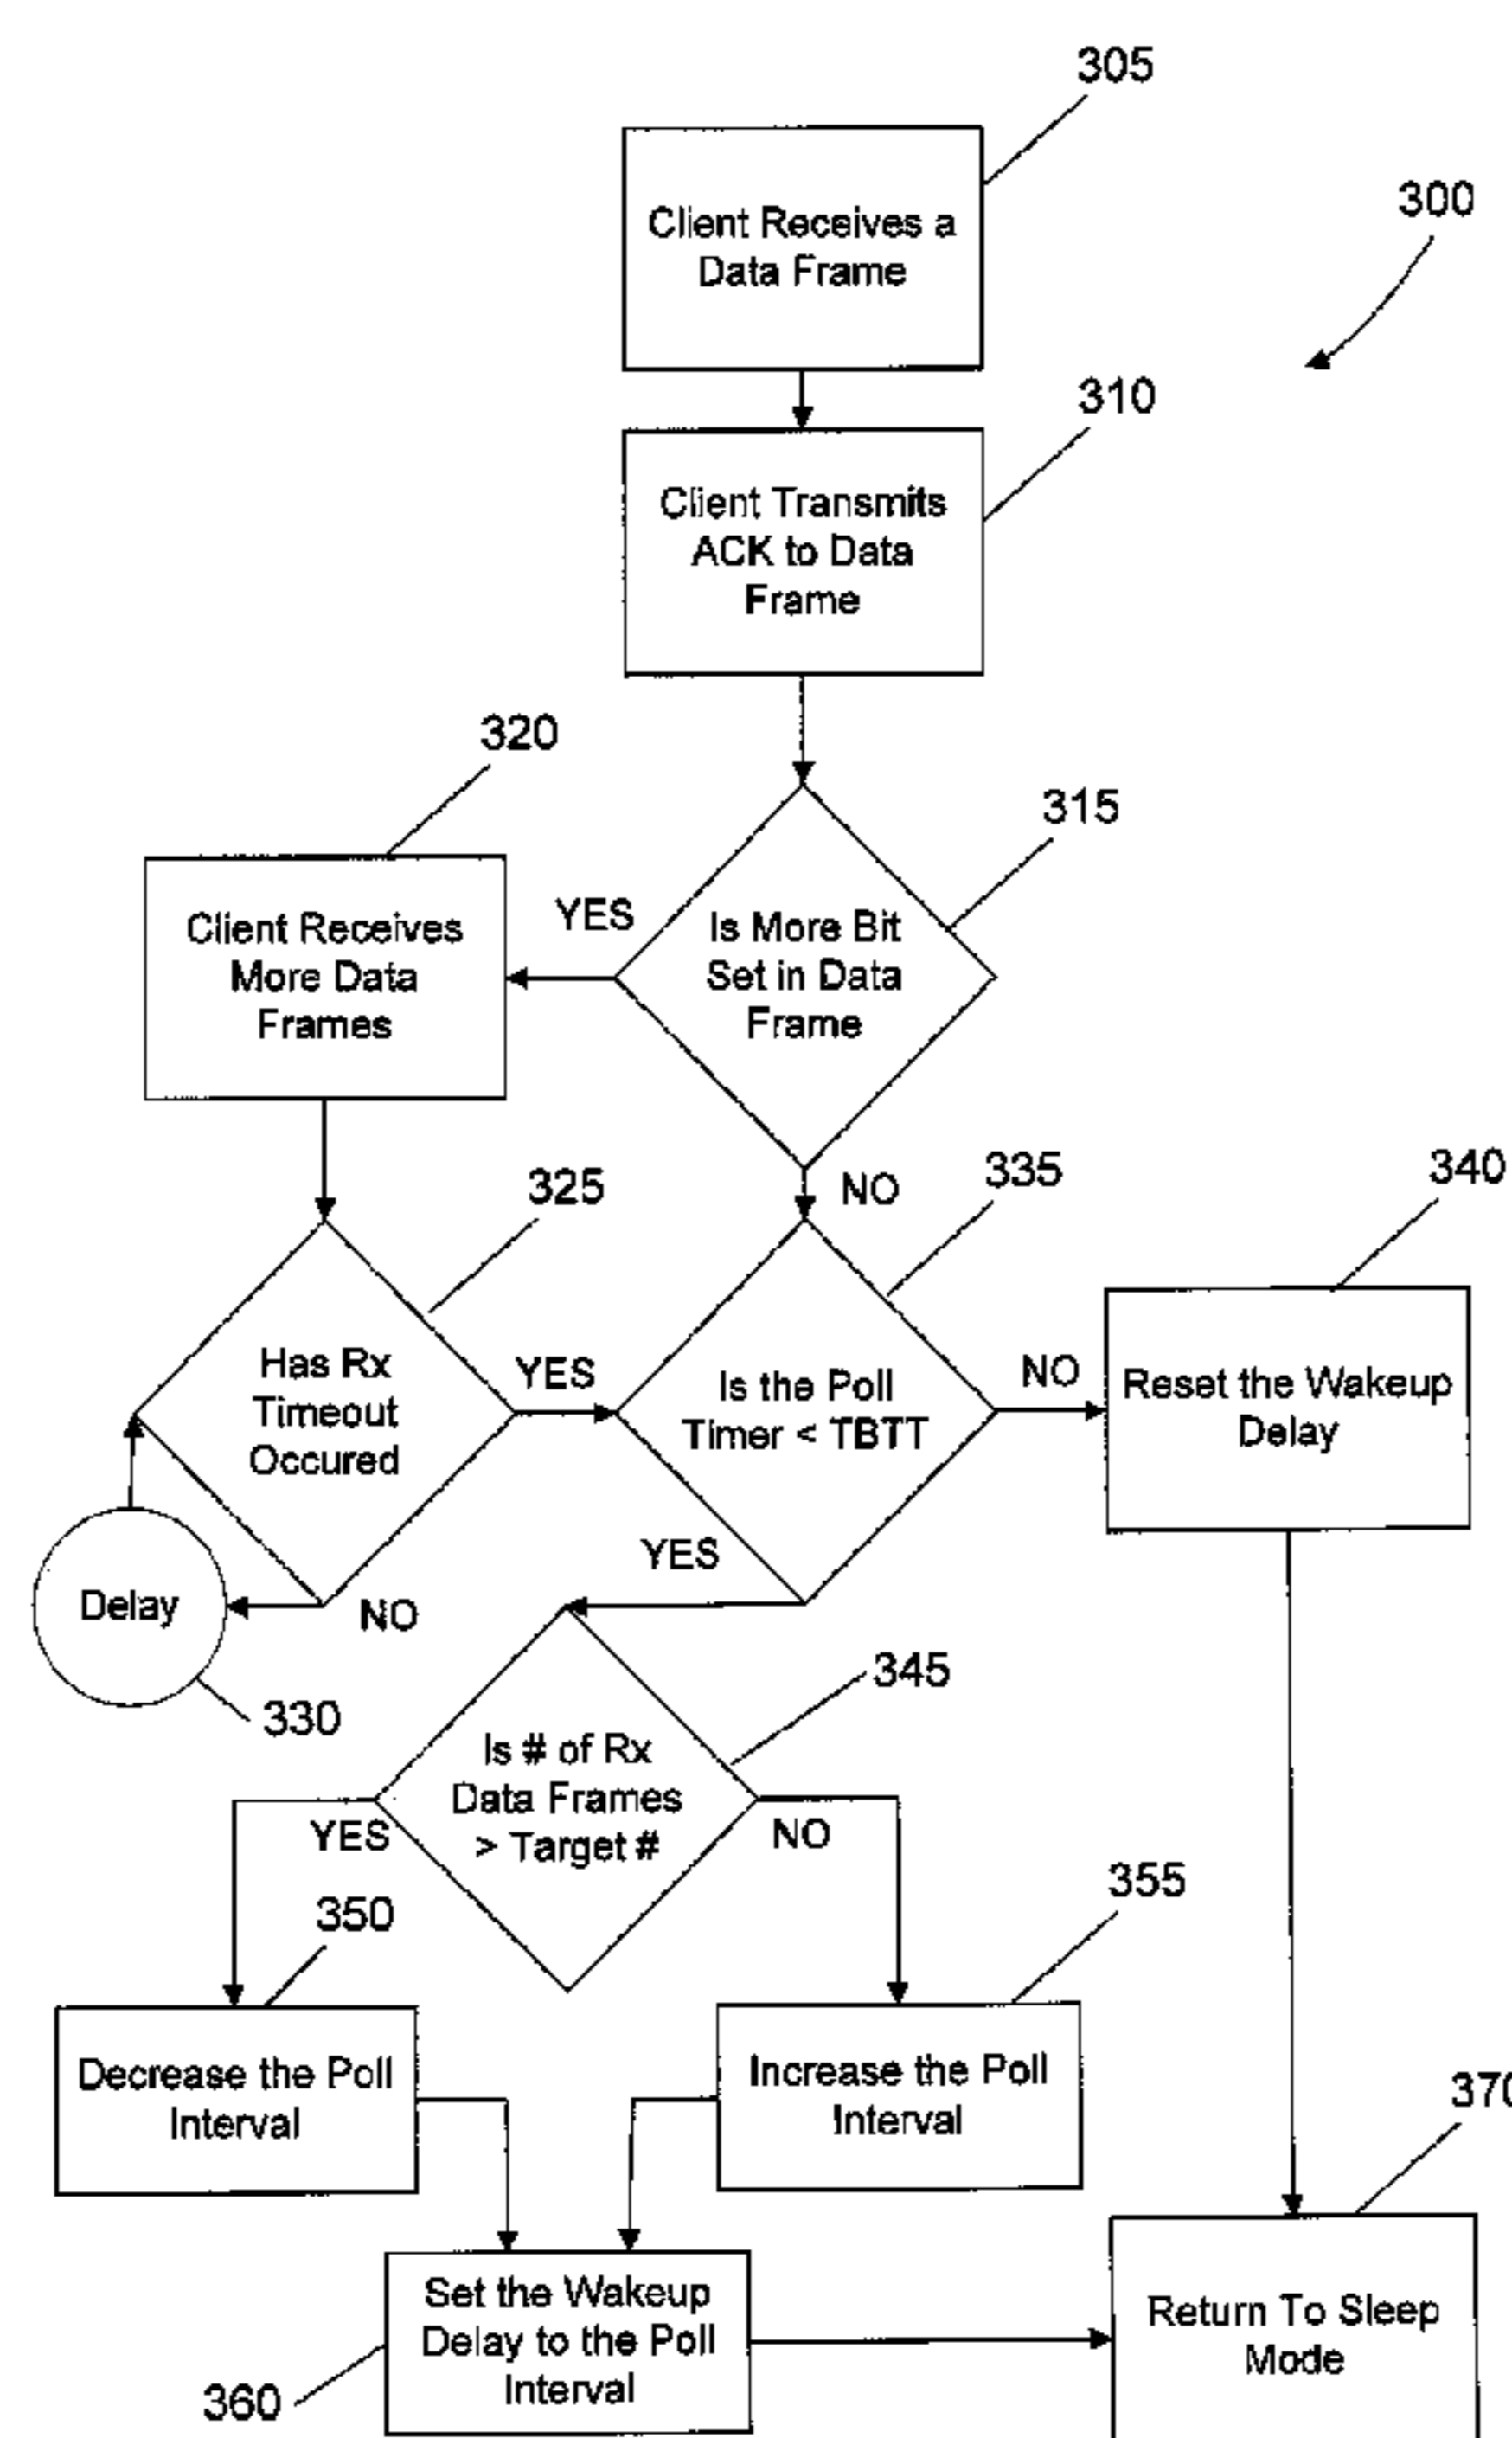 305
300
Client Receives a
Data Frame
310
Client Transmits
ACK to Data
Frame
320
315
YES
Is More Bit
Set in Data
Frame
Client Receives
More Data
Frames
325
NO
335
340
Has Rx
Timeout
Occured
YES
Is the Poll
Timer < TBTT
NO
Reset the Wakeup
Delay
YES
Delay
NO
330
345
Is # of Rx
Data Frames
> Target #
YES
NO
350
355
Decrease the Poll
Interval
Increase the Poll
Interval
370
Set the Wakeup
Delay to the Poll
Interval
360
Return To Sleep
Mode